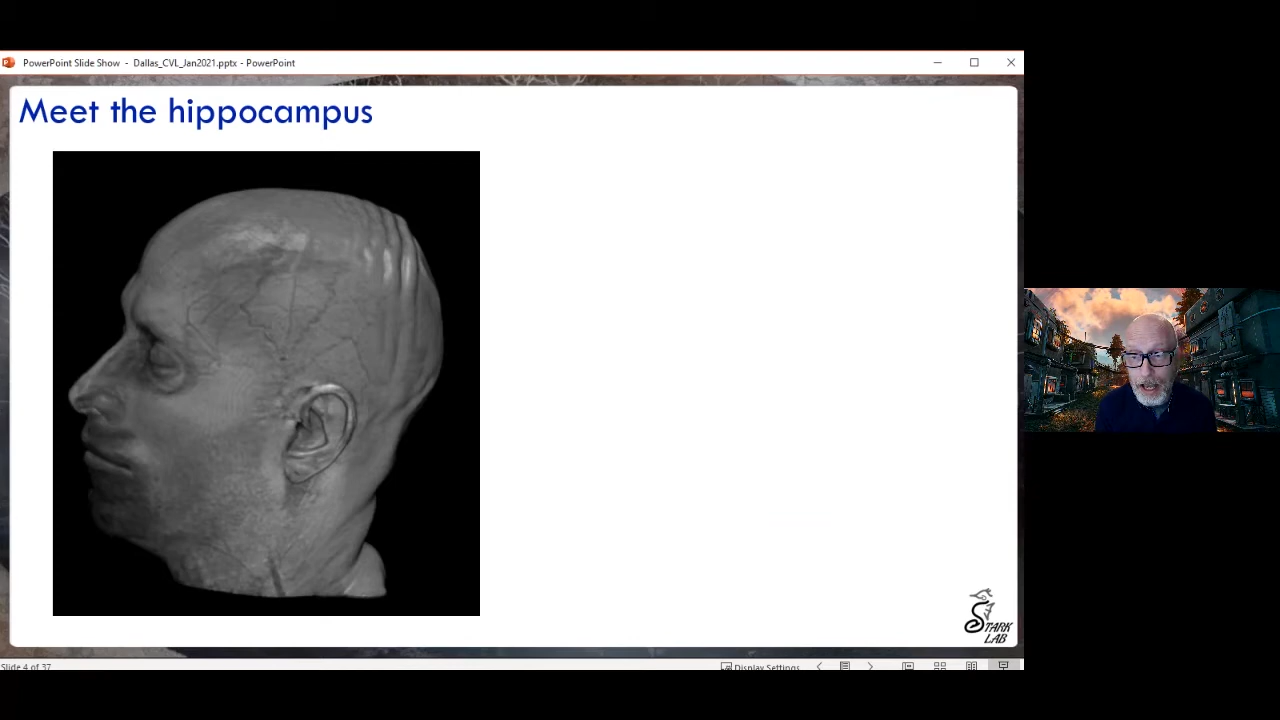 PowerPoint Slide Show - Dallas_CVL_Jan2021.pptx - PowerPoint
Meet the hippocampus
STARK
LAB
Slide 4 of 37
Display Settings